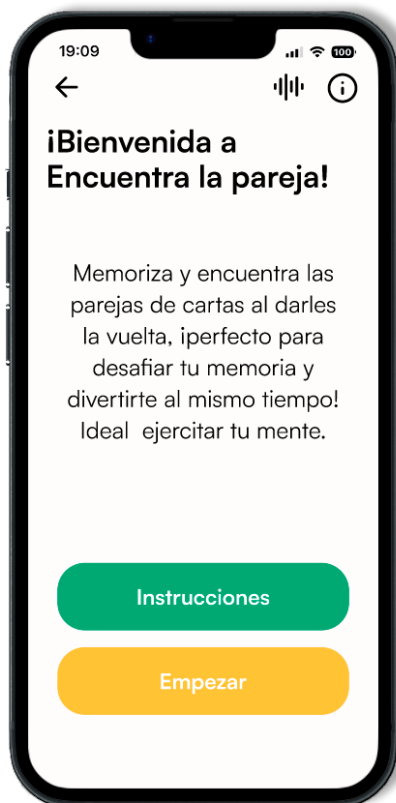 19:09
100
¡Bienvenida a
Encuentra la pareja!
Memoriza y encuentra las
parejas de cartas al darles
la vuelta, ¡perfecto para
desafiar tu memoria y
divertirte al mismo tiempo!
Ideal ejercitar tu mente.
Instrucciones
Empezar